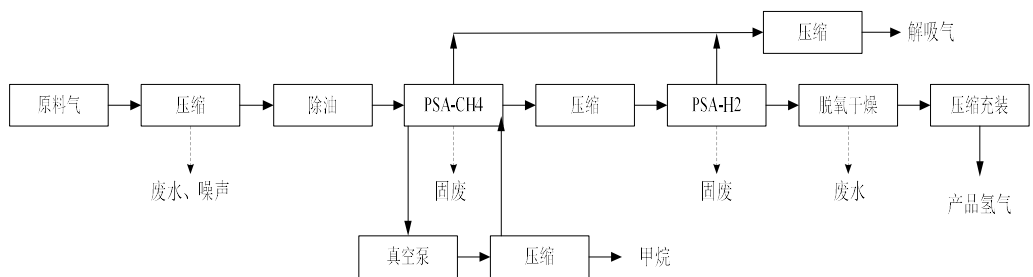 压缩
解吸气
原料气
压缩
除油
PSA-CH4
压缩
PSA-H2
脱氧干燥
压缩充装
废水、噪声
固废
固废
废水
产品氢气
真空泵
压缩
甲烷